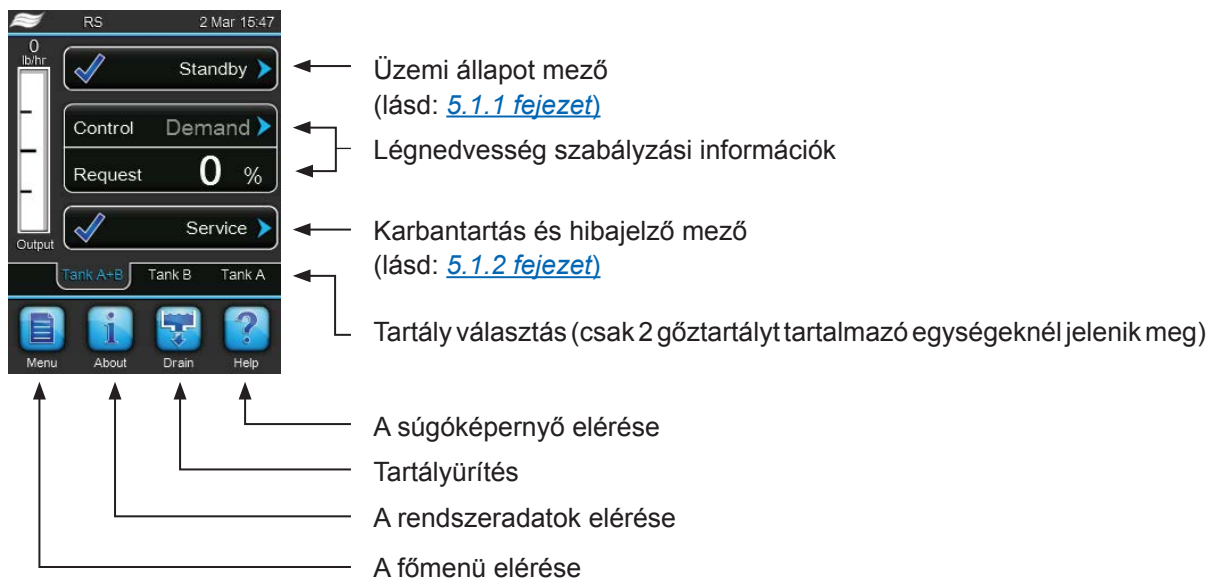 RS 2 Mar 15:47
0
lb/hr
Standby
Control Demand
Request 0 %
Service
Output
Tank A+B Tank B Tank A
Menu About Drain Help
Üzemi állapot mező
(lásd: 5.1.1 fejezet)
Légnedvesség szabályzási információk
Karbantartás és hibajelző mező
(lásd: 5.1.2 fejezet)
Tartály választás (csak 2 gőztartályt tartalmazó egységeknél jelenik meg)
A súgóképernyő elérése
Tartályürítés
A rendszeradatok elérése
A főmenü elérése